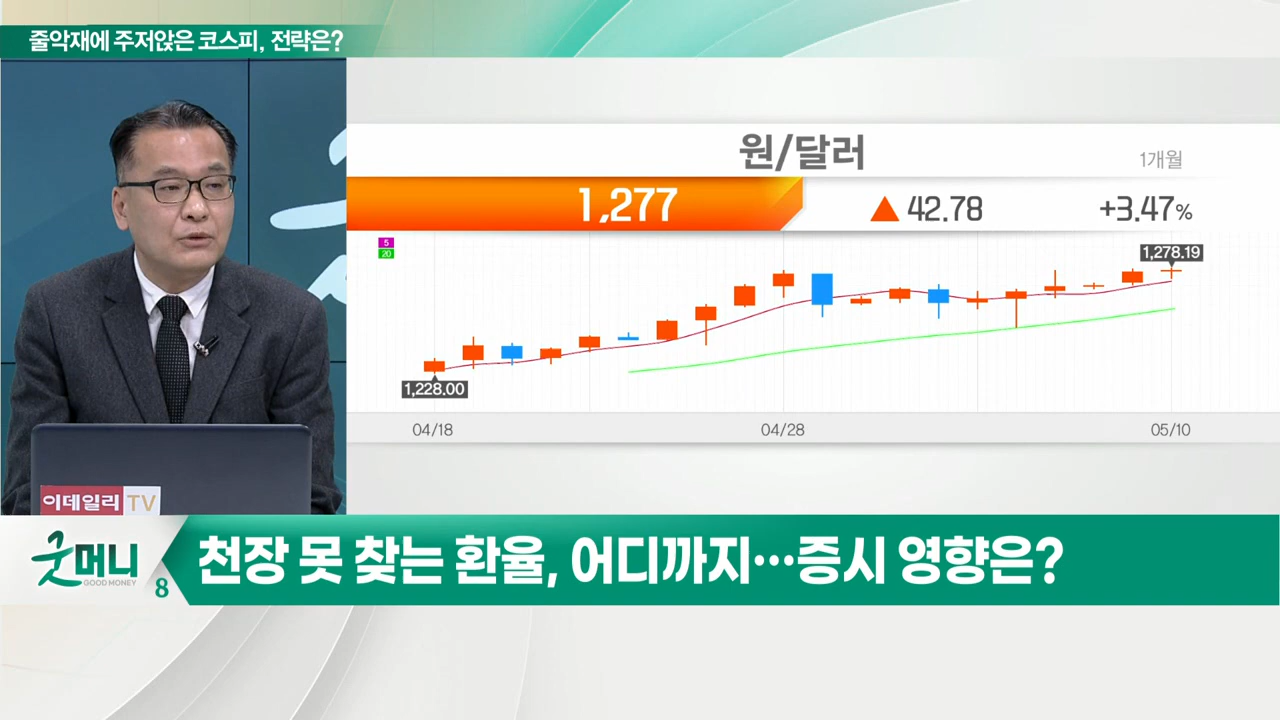 줄악재에 주저앉은 코스피, 전략은?
원/달러
1개월
1,277
▲ 42.78
+3.47%
5
20
1,278.19
1,228.00
04/18
04/28
05/10
이데일리 TV
굿머니
GOOD MONEY
8
천장 못 찾는 환율, 어디까지…증시 영향은?